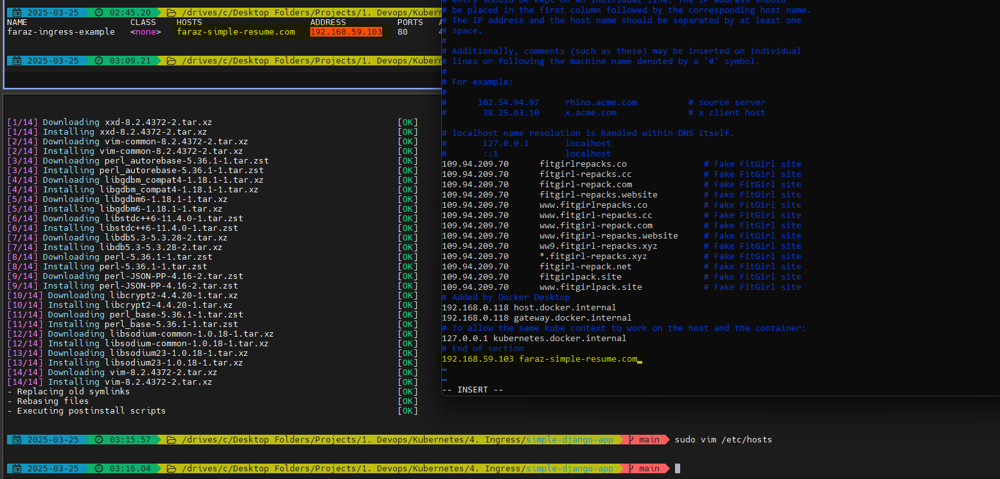 2025-03-25 02:45.20 /drives/c/Desktop Folders/Projects/1. Devops/Kubern
NAME CLASS HOSTS ADDRESS PORTS
faraz-ingress-example <none> faraz-simple-resume.com 192.168.59.103 80
2025-03-25 03:09.21 /drives/c/Desktop Folders/Projects/1. Devops/Kubern
[1/14] Downloading xxd-8.2.4372-2.tar.xz [OK]
[1/14] Installing xxd-8.2.4372-2.tar.xz [OK]
[2/14] Downloading vim-common-8.2.4372-2.tar.xz [OK]
[2/14] Installing vim-common-8.2.4372-2.tar.xz [OK]
[3/14] Downloading perl_autorebase-5.36.1-1.tar.zst [OK]
[3/14] Installing perl_autorebase-5.36.1-1.tar.zst [OK]
[4/14] Downloading libgdbm_compat4-1.18.1-1.tar.xz [OK]
[4/14] Installing libgdbm_compat4-1.18.1-1.tar.xz [OK]
[5/14] Downloading libgdbm6-1.18.1-1.tar.xz [OK]
[5/14] Installing libgdbm6-1.18.1-1.tar.xz [OK]
[6/14] Downloading libstdc++6-11.4.0-1.tar.zst [OK]
[6/14] Installing libstdc++6-11.4.0-1.tar.zst [OK]
[7/14] Downloading libdb5.3-5.3.28-2.tar.xz [OK]
[7/14] Installing libdb5.3-5.3.28-2.tar.xz [OK]
[8/14] Downloading perl-5.36.1-1.tar.zst [OK]
[8/14] Installing perl-5.36.1-1.tar.zst [OK]
[9/14] Downloading perl-JSON-PP-4.16-2.tar.zst [OK]
[9/14] Installing perl-JSON-PP-4.16-2.tar.zst [OK]
[10/14] Downloading libcrypt2-4.4.20-1.tar.xz [OK]
[10/14] Installing libcrypt2-4.4.20-1.tar.xz [OK]
[11/14] Downloading perl_base-5.36.1-1.tar.zst [OK]
[11/14] Installing perl_base-5.36.1-1.tar.zst [OK]
[12/14] Downloading libsodium-common-1.0.18-1.tar.xz [OK]
[12/14] Installing libsodium-common-1.0.18-1.tar.xz [OK]
[13/14] Downloading libsodium23-1.0.18-1.tar.xz [OK]
[13/14] Installing libsodium23-1.0.18-1.tar.xz [OK]
[14/14] Downloading vim-8.2.4372-2.tar.xz [OK]
[14/14] Installing vim-8.2.4372-2.tar.xz [OK]
- Replacing old symlinks [OK]
- Rebasing files [OK]
- Executing postinstall scripts [OK]
2025-03-25 03:15.57 /drives/c/Desktop Folders/Projects/1. Devops/Kubernetes/4. Ingress/simple-django-app main sudo vim /etc/hosts
2025-03-25 03:16.04 /drives/c/Desktop Folders/Projects/1. Devops/Kubernetes/4. Ingress/simple-django-app main
# entry should be kept on an individual line. The IP address should
# be placed in the first column followed by the corresponding host name.
# The IP address and the host name should be separated by at least one
# space.
#
# Additionally, comments (such as these) may be inserted on individual
# lines or following the machine name denoted by a '#' symbol.
#
# For example:
#
# 102.54.94.97 rhino.acme.com # source server
# 38.25.63.10 x.acme.com # x client host
# localhost name resolution is handled within DNS itself.
# 127.0.0.1 localhost
# ::1 localhost
109.94.209.70 fitgirlrepacks.co # Fake FitGirl site
109.94.209.70 fitgirl-repacks.cc # Fake FitGirl site
109.94.209.70 fitgirl-repack.com # Fake FitGirl site
109.94.209.70 fitgirl-repacks.website # Fake FitGirl site
109.94.209.70 www.fitgirlrepacks.co # Fake FitGirl site
109.94.209.70 www.fitgirl-repacks.cc # Fake FitGirl site
109.94.209.70 www.fitgirl-repack.com # Fake FitGirl site
109.94.209.70 www.fitgirl-repacks.website # Fake FitGirl site
109.94.209.70 ww9.fitgirl-repacks.xyz # Fake FitGirl site
109.94.209.70 *.fitgirl-repacks.xyz # Fake FitGirl site
109.94.209.70 fitgirl-repack.net # Fake FitGirl site
109.94.209.70 fitgirlpack.site # Fake FitGirl site
109.94.209.70 www.fitgirlpack.site # Fake FitGirl site
# Added by Docker Desktop
192.168.0.118 host.docker.internal
192.168.0.118 gateway.docker.internal
# To allow the same kube context to work on the host and the container:
127.0.0.1 kubernetes.docker.internal
# End of section
192.168.59.103 faraz-simple-resume.com
~
~
-- INSERT --